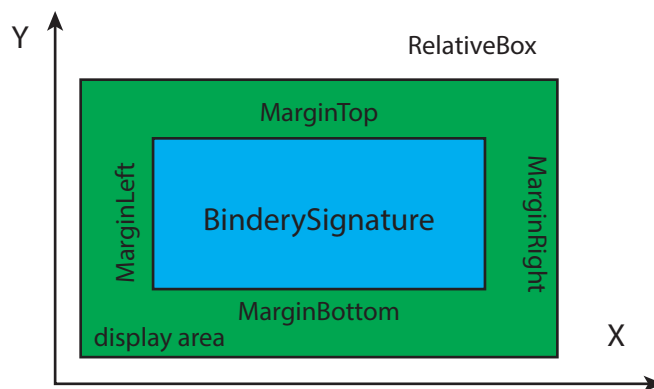 Y
RelativeBox
MarginTop
MarginLeft
BinderySignature
MarginRight
MarginBottom
display area
X